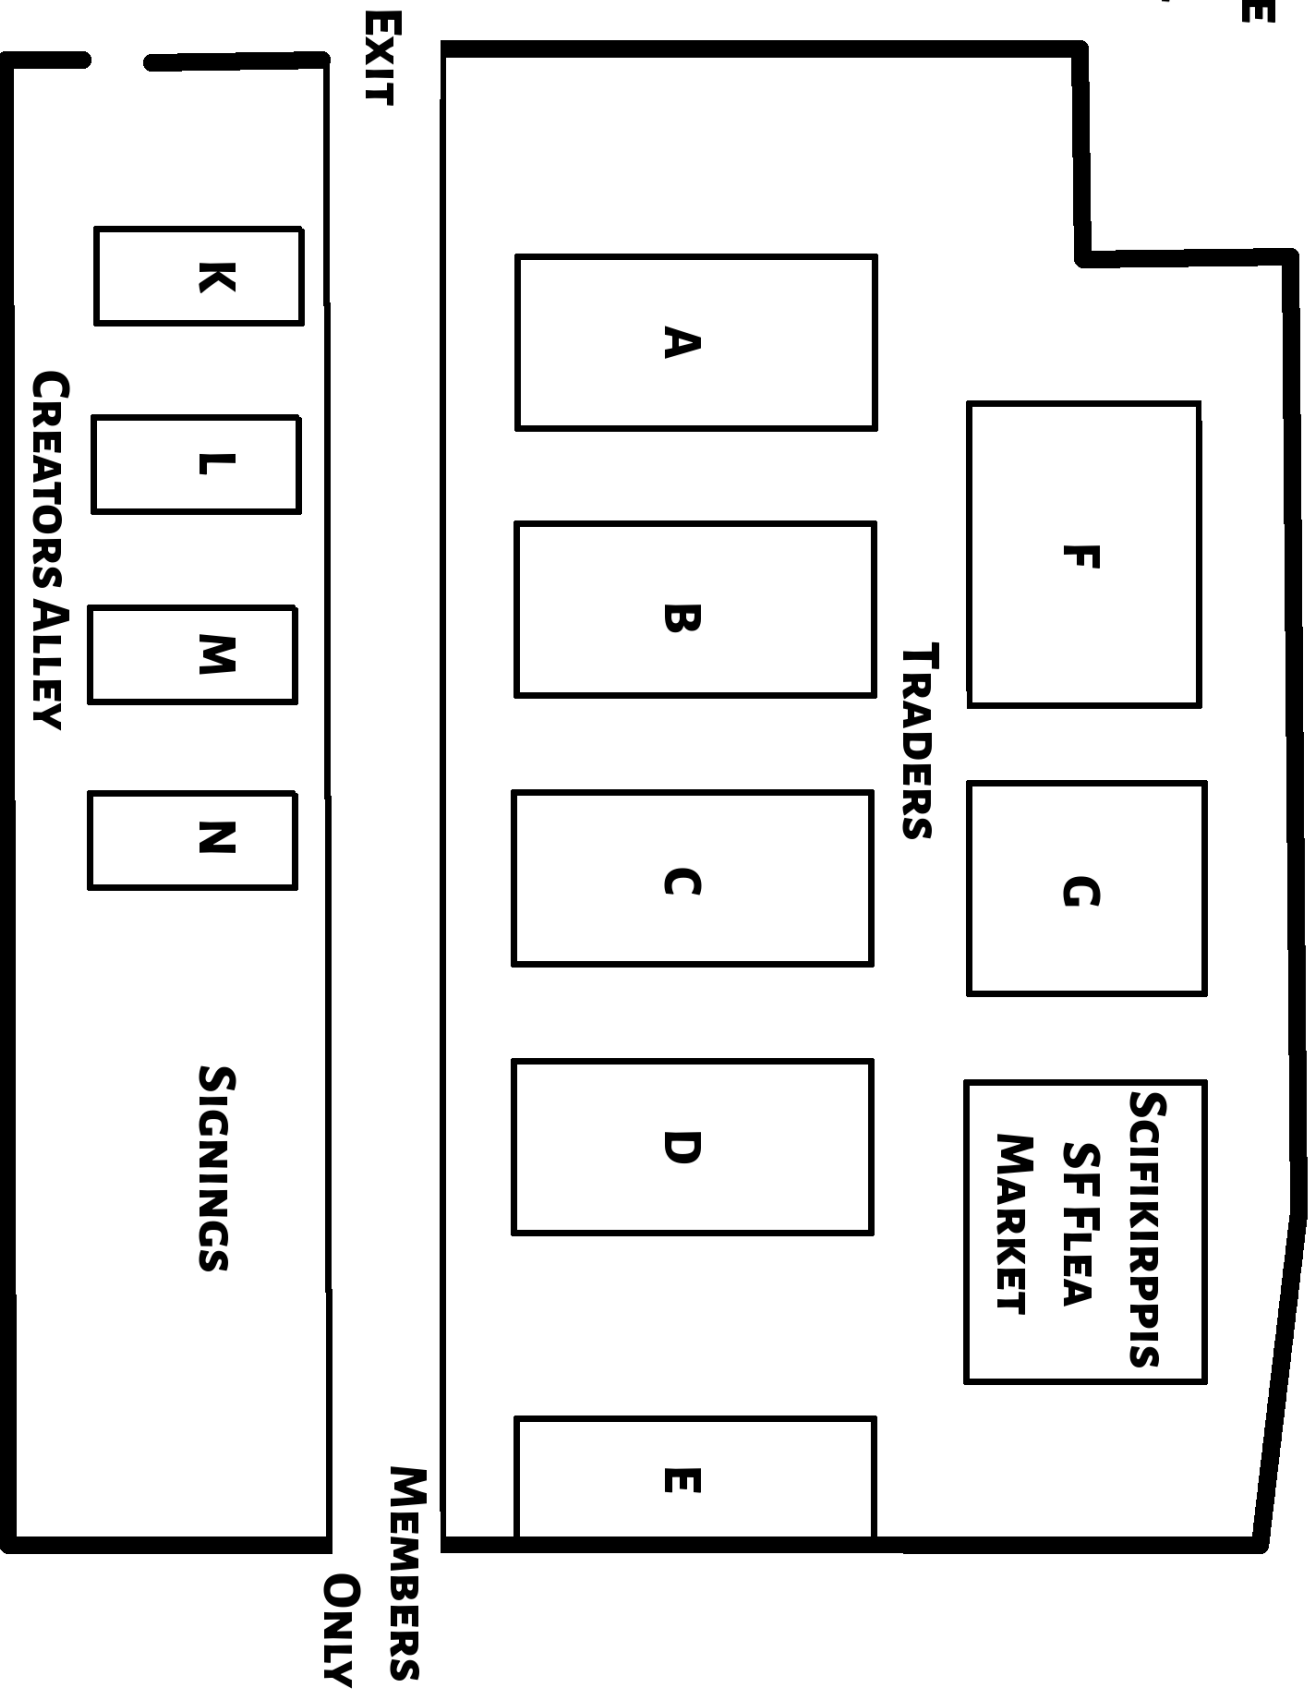 F
G
Scifikirppis
SF Flea
Market
Traders
A
B
C
D
E
Exit
Members
Only
K
L
M
N
Signings
Creators Alley